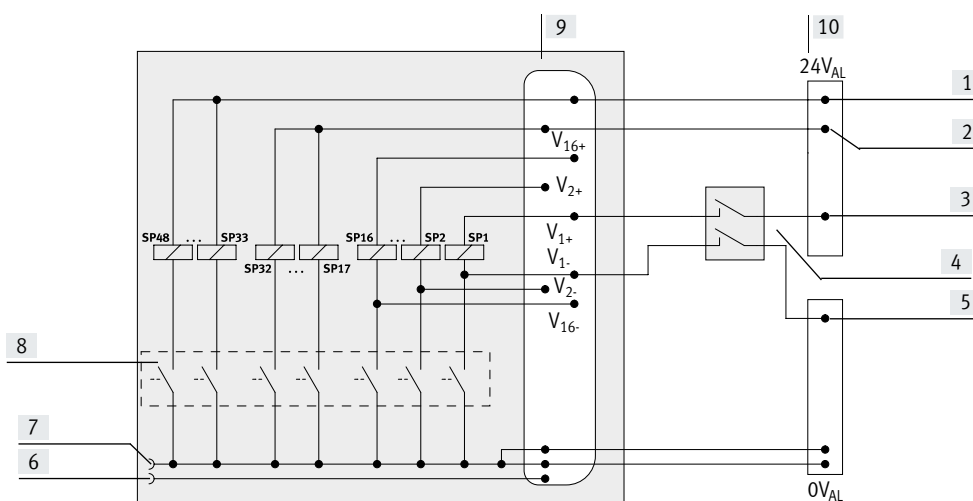 9
10
24VAL
1
2
V16+
V2+
3
SP48 ... SP33
SP16 ... SP2 SP1
V1+
SP32 ... SP17
V1-
4
V2-
5
V16-
8
7
6
0VAL